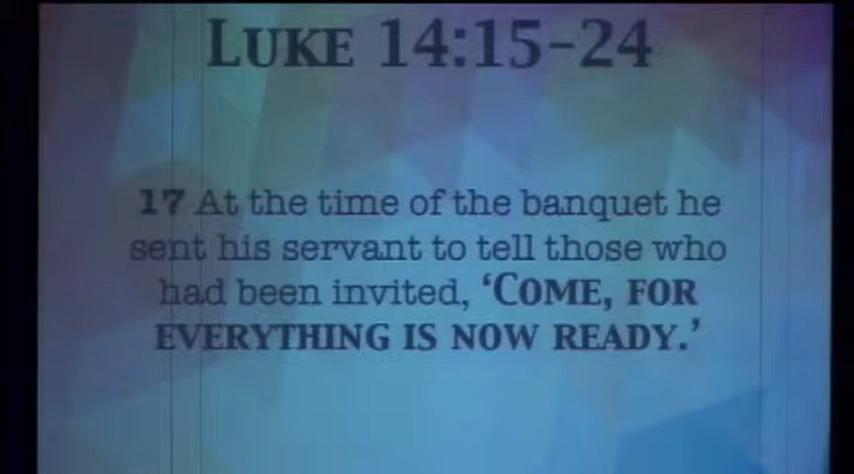 LUKE 14:15-24
17 At the time of the banquet he
sent his servant to tell those who
had been invited, ‘COME, FOR
EVERYTHING IS NOW READY.’